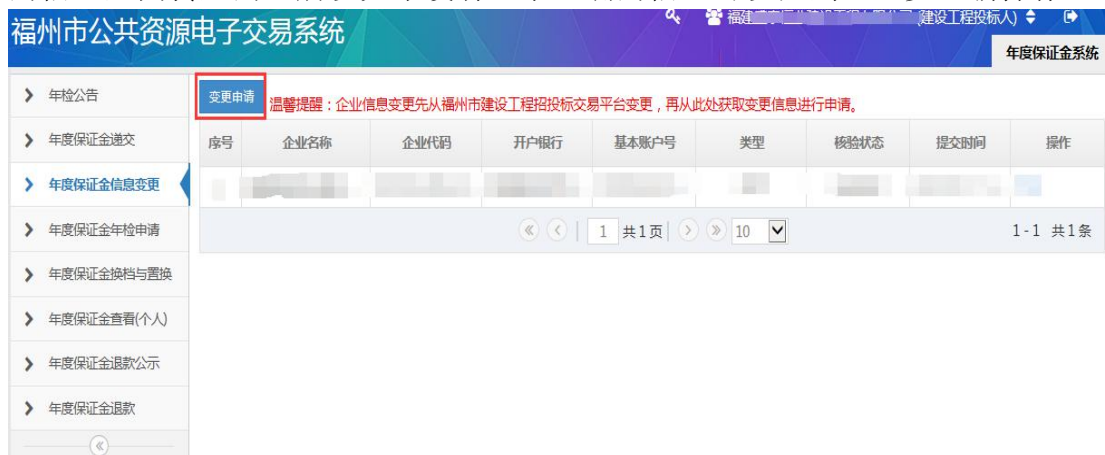 福州市公共资源电子交易系统
福建
(建设工程投标人)
年度保证金系统
年检公告
年度保证金递交
年度保证金信息变更
年度保证金年检申请
年度保证金换档与置换
年度保证金查看(个人)
年度保证金退款公示
年度保证金退款
变更申请 温馨提醒：企业信息变更先从福州市建设工程招投标交易平台变更，再从此处获取变更信息进行申请。
序号 企业名称 企业代码 开户银行 基本账户号 类型 核验状态 提交时间 操作
1 共1页 10 1-1 共1条